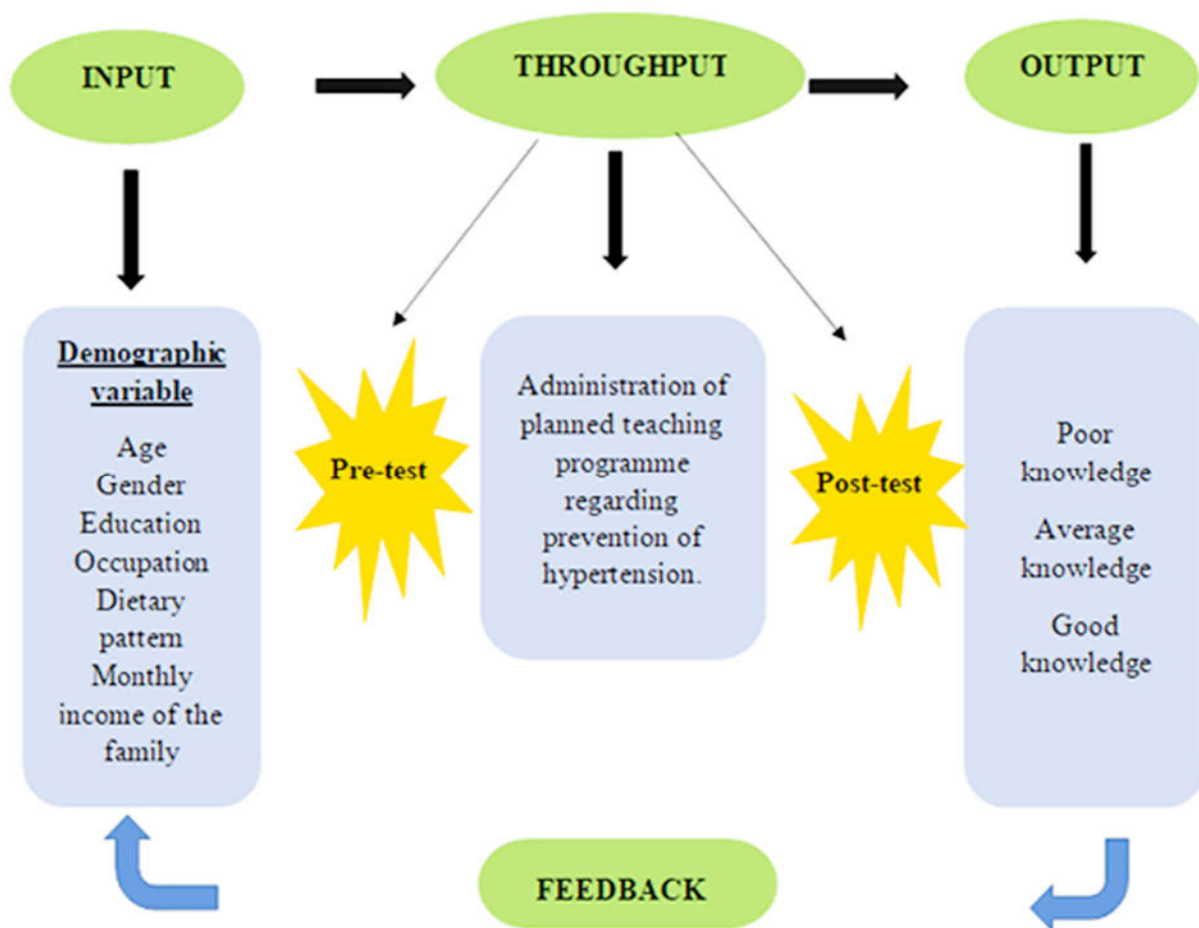 INPUT
THROUGHPUT
OUTPUT
Demographic
variable
Age
Gender
Education
Occupation
Dietary
pattern
Monthly
income of the
family
Pre-test
Administration of
planned teaching
programme
regarding
prevention of
hypertension.
Post-test
Poor
knowledge
Average
knowledge
Good
knowledge
FEEDBACK